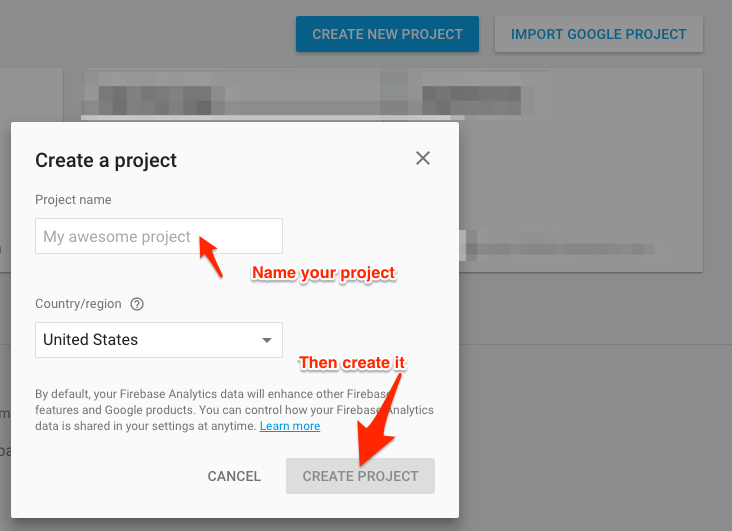 CREATE NEW PROJECT
IMPORT GOOGLE PROJECT
Create a project
Project name
My awesome project
Name your project
Country/region
United States
Then create it
By default, your Firebase Analytics data will enhance other Firebase
features and Google products. You can control how your Firebase Analytics
data is shared in your settings at anytime. Learn more
CANCEL
CREATE PROJECT